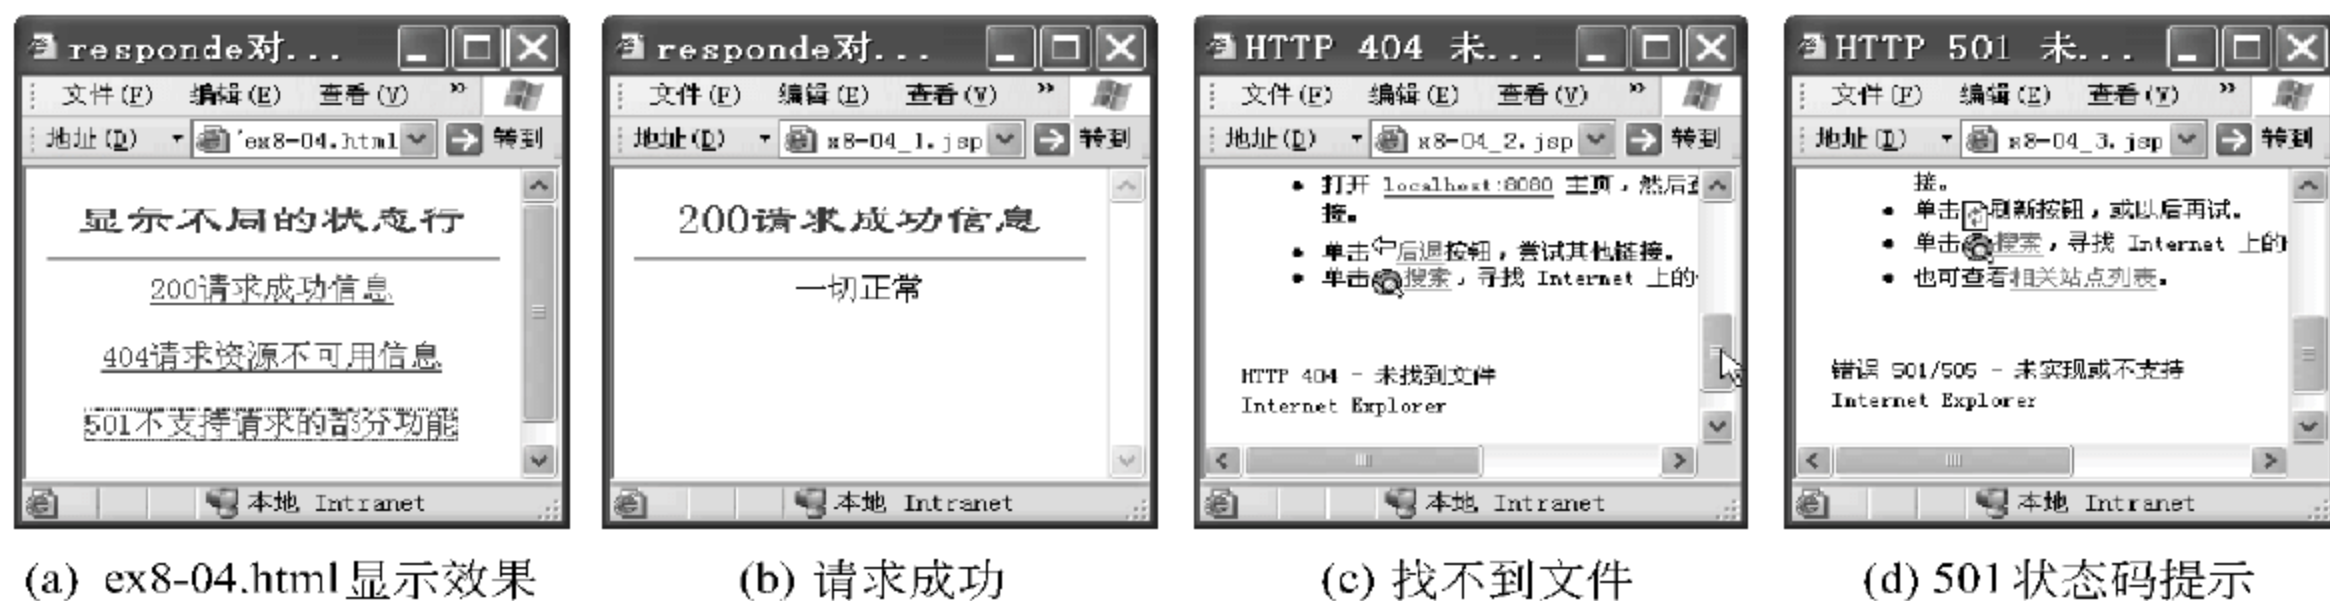 responde对...
文件(F) 编辑(E) 查看(V) »
地址(D) ex8-04.html 转到
显示不同的状态行
200请求成功信息
404请求资源不可用信息
501不支持请求的部分功能
本地 Intranet
(a) ex8-04.html显示效果
responde对...
文件(F) 编辑(E) 查看(V) »
地址(D) x8-04_1.jsp 转到
200请求成功信息
一切正常
本地 Intranet
(b) 请求成功
HTTP 404 未...
文件(F) 编辑(E) 查看(V) »
地址(D) x8-04_2.jsp 转到
打开 localhost:8080 主页，然后
接。
单击后退按钮，尝试其他链接。
单击搜索，寻找 Internet 上的
HTTP 404 - 未找到文件
Internet Explorer
本地 Intranet
(c) 找不到文件
HTTP 501 未...
文件(F) 编辑(E) 查看(V) »
地址(D) x8-04_3.jsp 转到
接。
单击刷新按钮，或以后再试。
单击搜索，寻找 Internet 上的
也可查看相关站点列表。
错误 501/505 - 未实现或不支持
Internet Explorer
本地 Intranet
(d) 501状态码提示